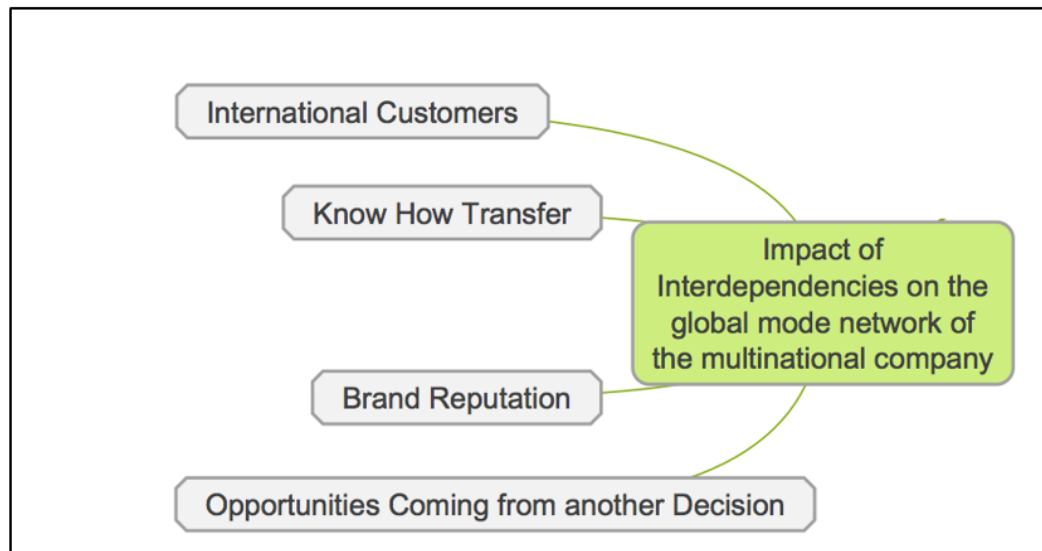 International Customers
Know How Transfer
Impact of
Interdependencies on the
global mode network of
the multinational company
Brand Reputation
Opportunities Coming from another Decision